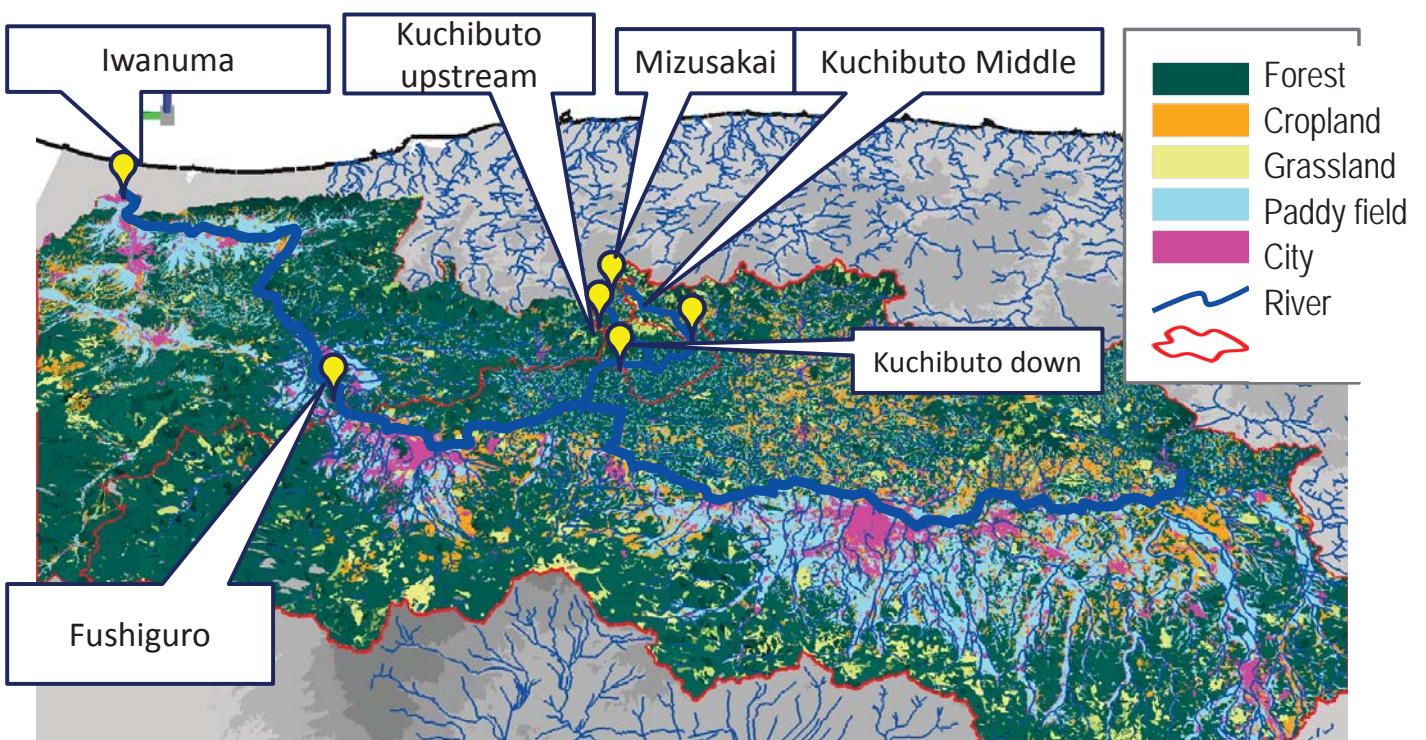 Iwanuma
Kuchibuto
upstream
Mizusakai
Kuchibuto Middle
Forest
Cropland
Grassland
Paddy field
City
River
Kuchibuto down
Fushiguro